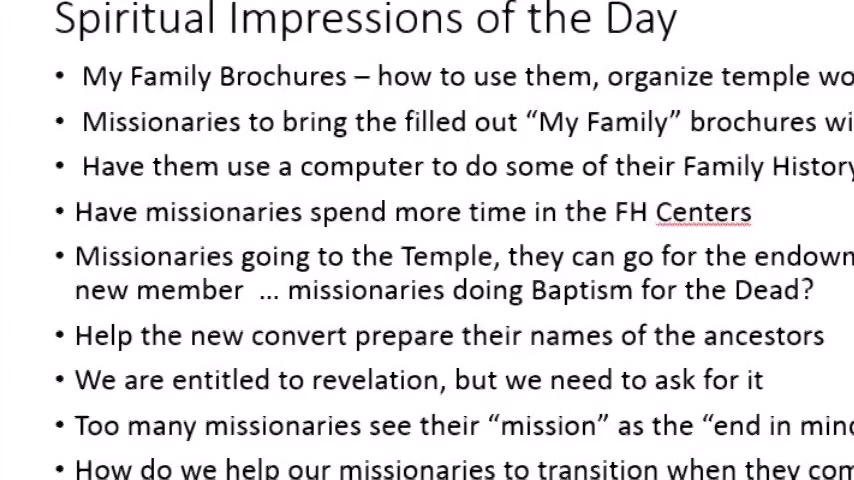 Spiritual Impressions of the Day
• My Family Brochures – how to use them, organize temple
• Missionaries to bring the filled out “My Family” brochures
• Have them use a computer to do some of their Family History
• Have missionaries spend more time in the FH Centers
• Missionaries going to the Temple, they can go for the
new member ... missionaries doing Baptism for the Dead?
• Help the new convert prepare their names of the ancestors
• We are entitled to revelation, but we need to ask for it
• Too many missionaries see their “mission” as the “end in
• How do we help our missionaries to transition when they